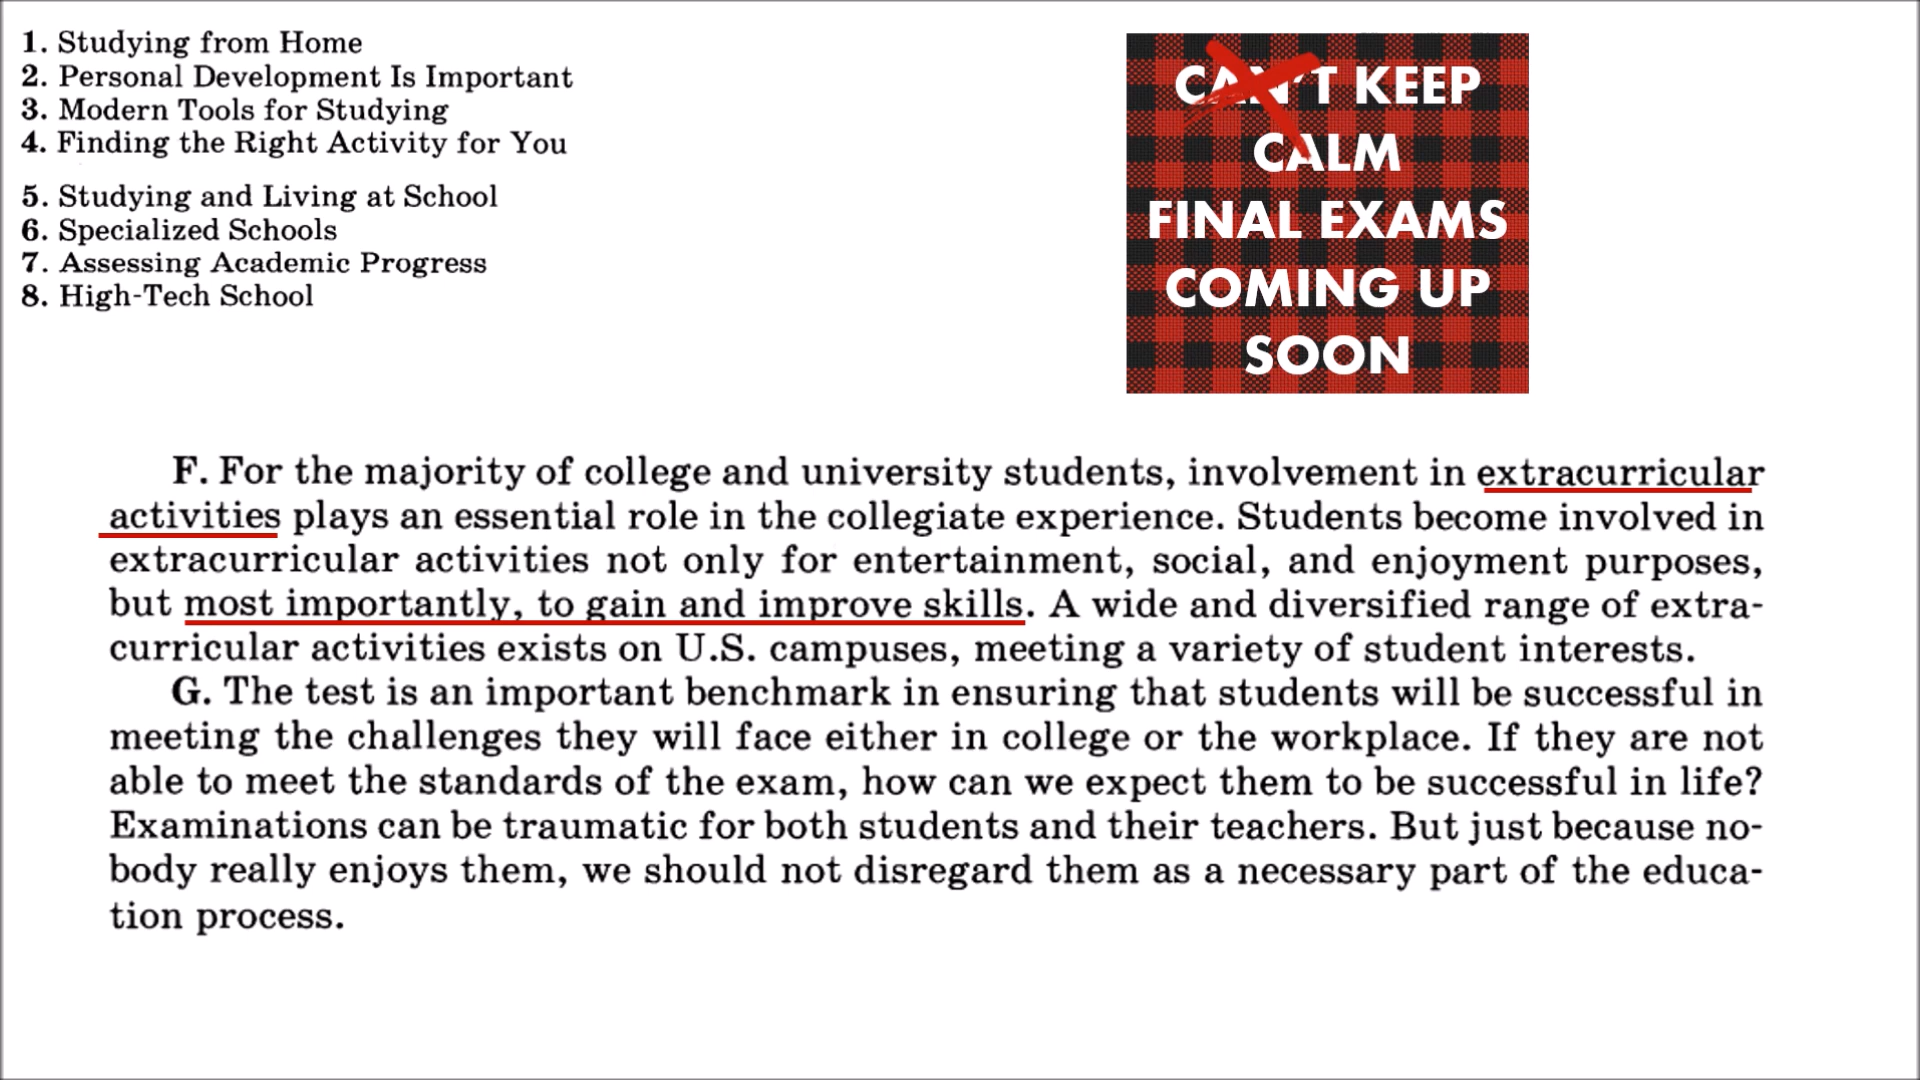 1. Studying from Home
2. Personal Development Is Important
3. Modern Tools for Studying
4. Finding the Right Activity for You
5. Studying and Living at School
6. Specialized Schools
7. Assessing Academic Progress
8. High-Tech School
CAN'T KEEP
CALM
FINAL EXAMS
COMING UP
SOON
F. For the majority of college and university students, involvement in extracurricular
activities plays an essential role in the collegiate experience. Students become involved in
extracurricular activities not only for entertainment, social, and enjoyment purposes,
but most importantly, to gain and improve skills. A wide and diversified range of extra-
curricular activities exists on U.S. campuses, meeting a variety of student interests.
G. The test is an important benchmark in ensuring that students will be successful in
meeting the challenges they will face either in college or the workplace. If they are not
able to meet the standards of the exam, how can we expect them to be successful in life?
Examinations can be traumatic for both students and their teachers. But just because no-
body really enjoys them, we should not disregard them as a necessary part of the educa-
tion process.